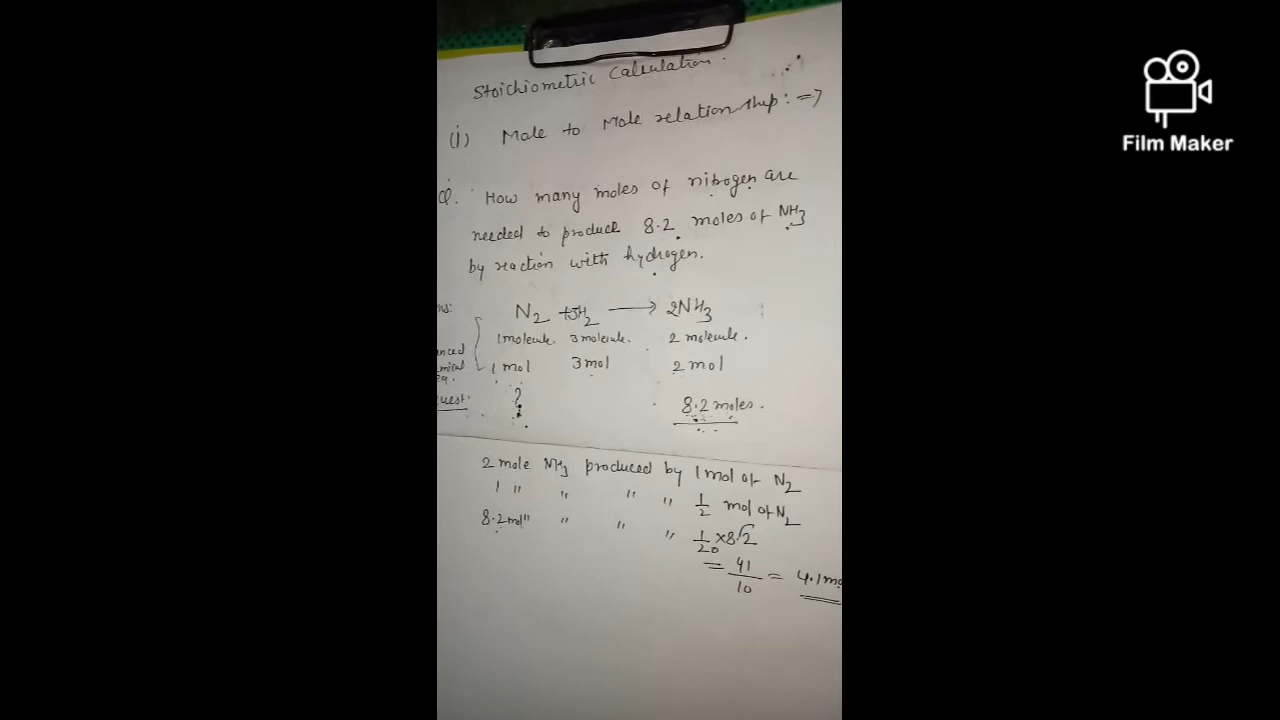 Stoichiometric Calculation.
(i) Mole to Mole relationship: =>
Q. How many moles of nitrogen are
needed to produce 8.2 moles of NH3
by reaction with hydrogen.
N2 +3H2 ⟶ 2NH3
1 molecule. 3 molecule. 2 molecule.
1 mol 3 mol 2 mol
? 8.2 moles.
2 mole NH3 produced by 1 mol of N2
1 " " " " 1/2 mol of N2
8.2 mol " " " " 1/20 × 82
= 41/10 = 4.1
Film Maker